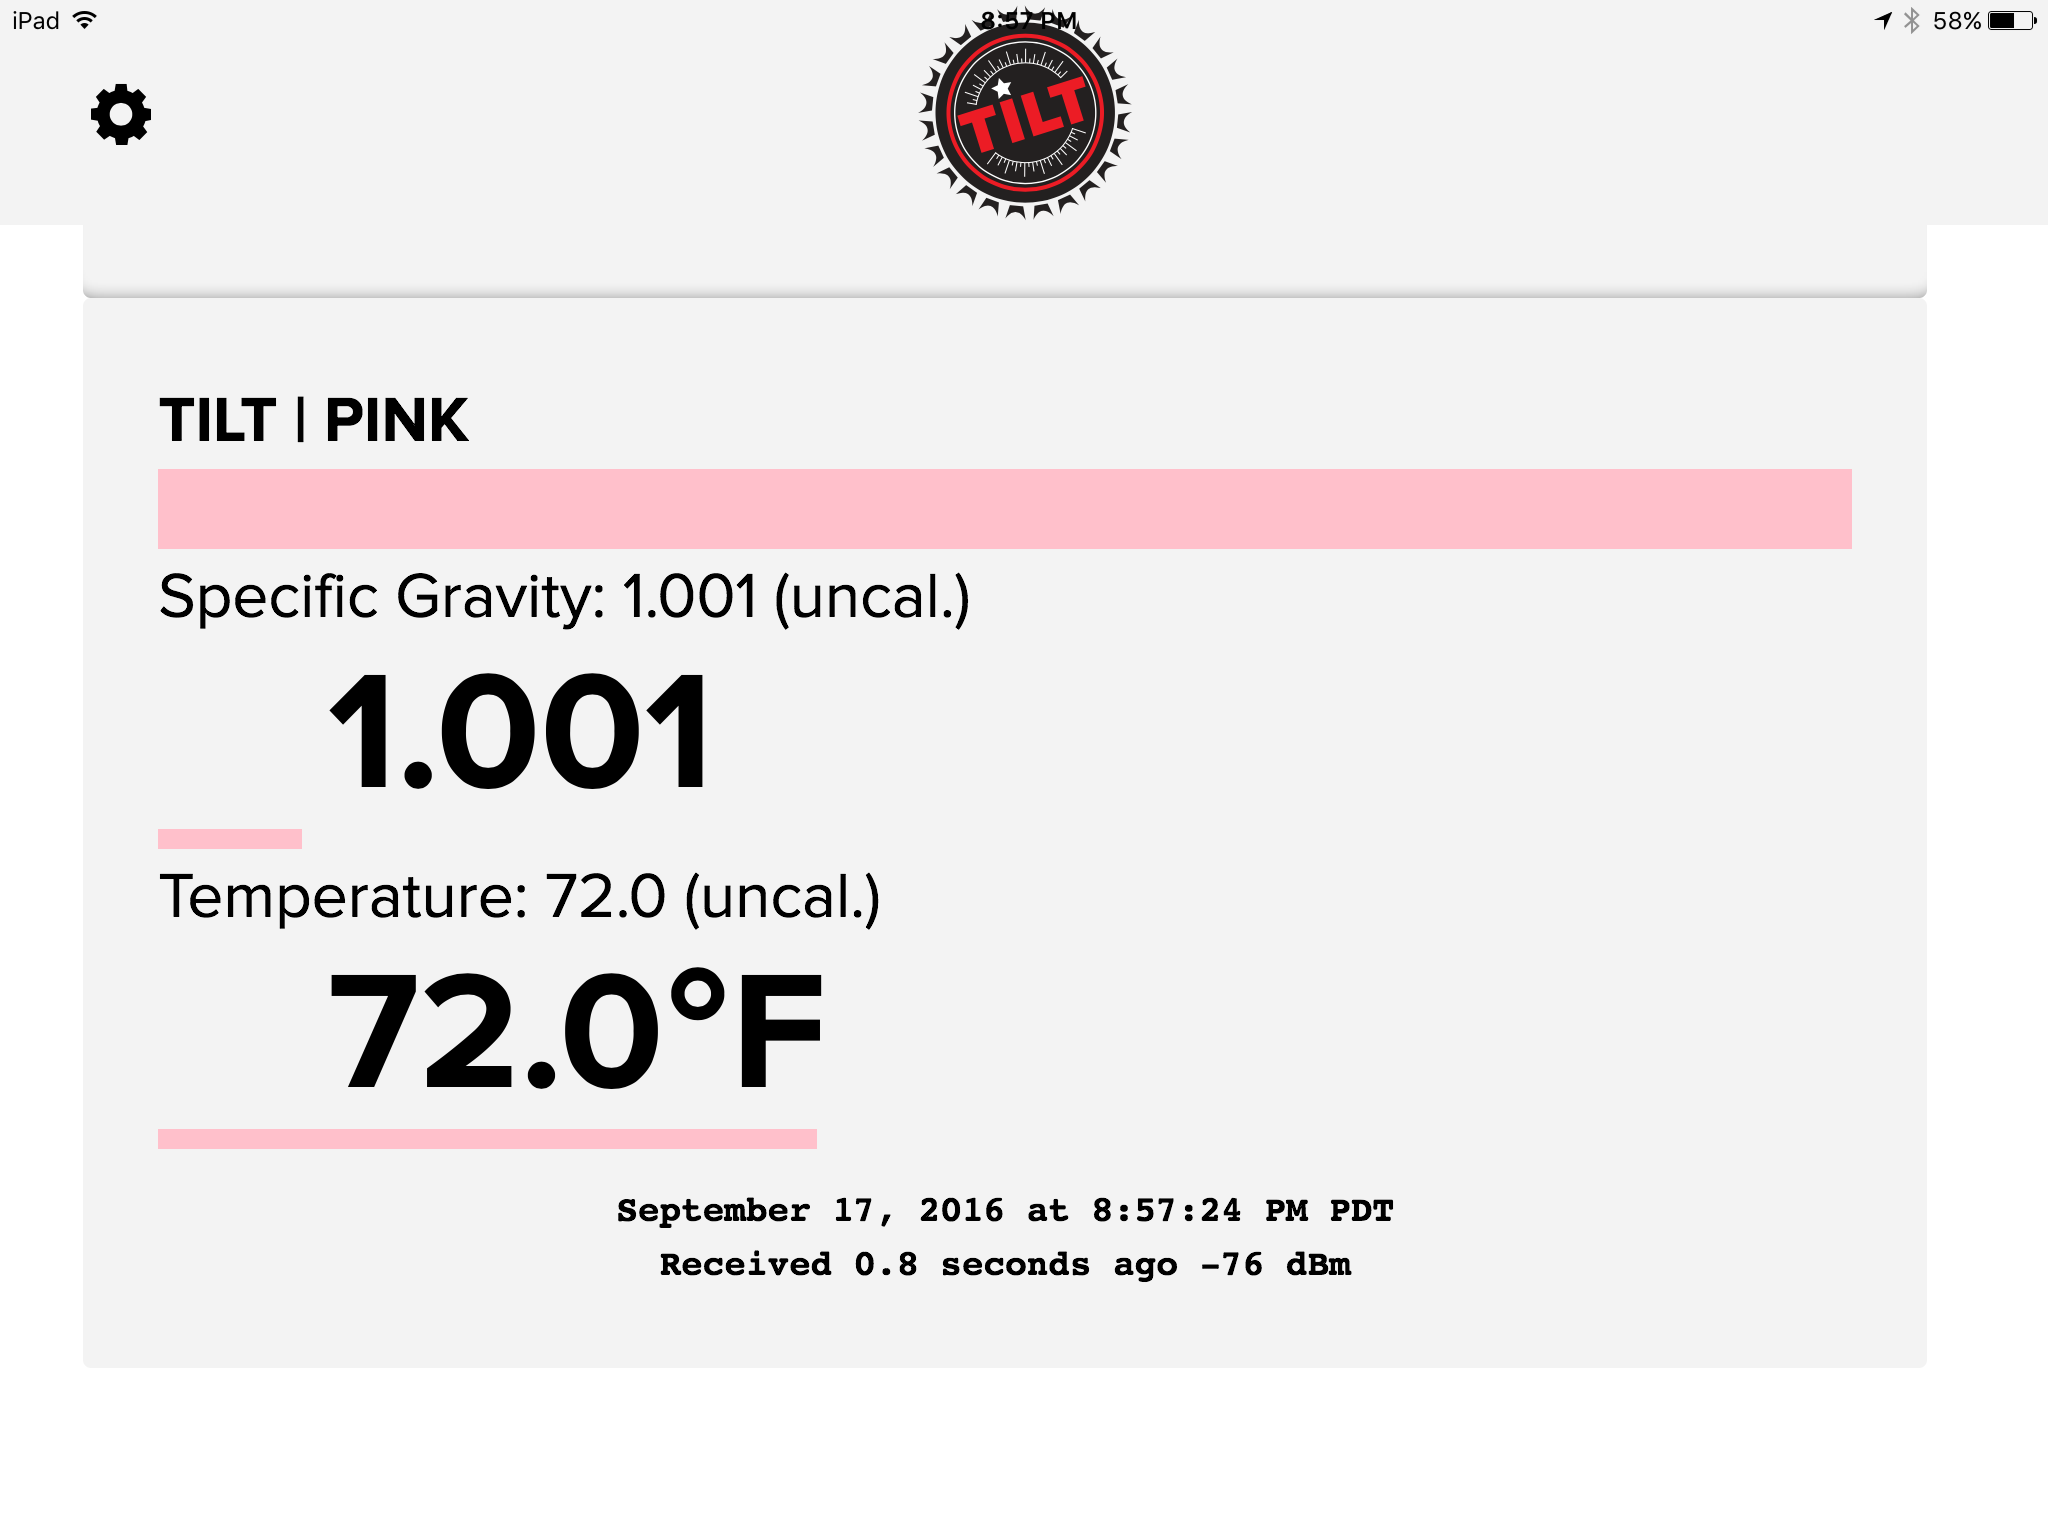 iPad 8:57 PM 58%
TILT
TILT | PINK
Specific Gravity: 1.001 (uncal.)
1.001
Temperature: 72.0 (uncal.)
72.0°F
September 17, 2016 at 8:57:24 PM PDT
Received 0.8 seconds ago -76 dBm